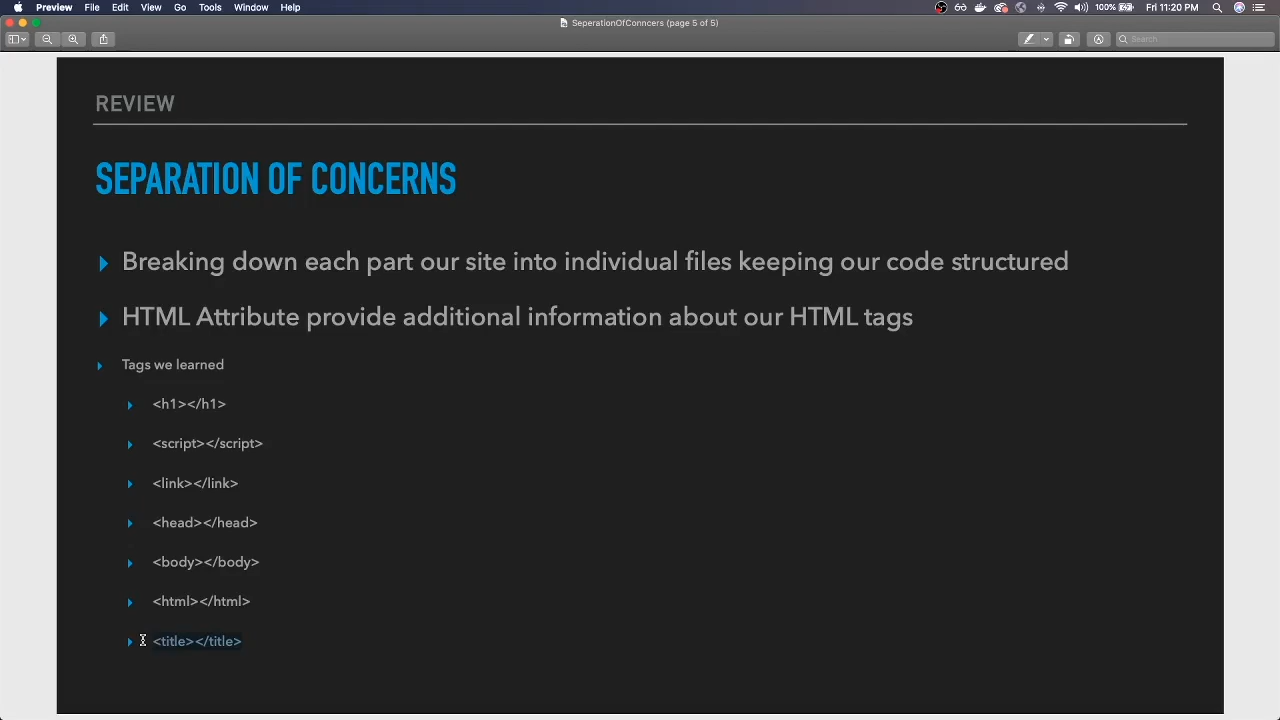 Preview File Edit View Go Tools Window Help 100% Fri 11:20 PM
SeperationOfConncers (page 5 of 5)
Search
REVIEW
SEPARATION OF CONCERNS
Breaking down each part our site into individual files keeping our code structured
HTML Attribute provide additional information about our HTML tags
Tags we learned
<h1></h1>
<script></script>
<link></link>
<head></head>
<body></body>
<html></html>
<title></title>